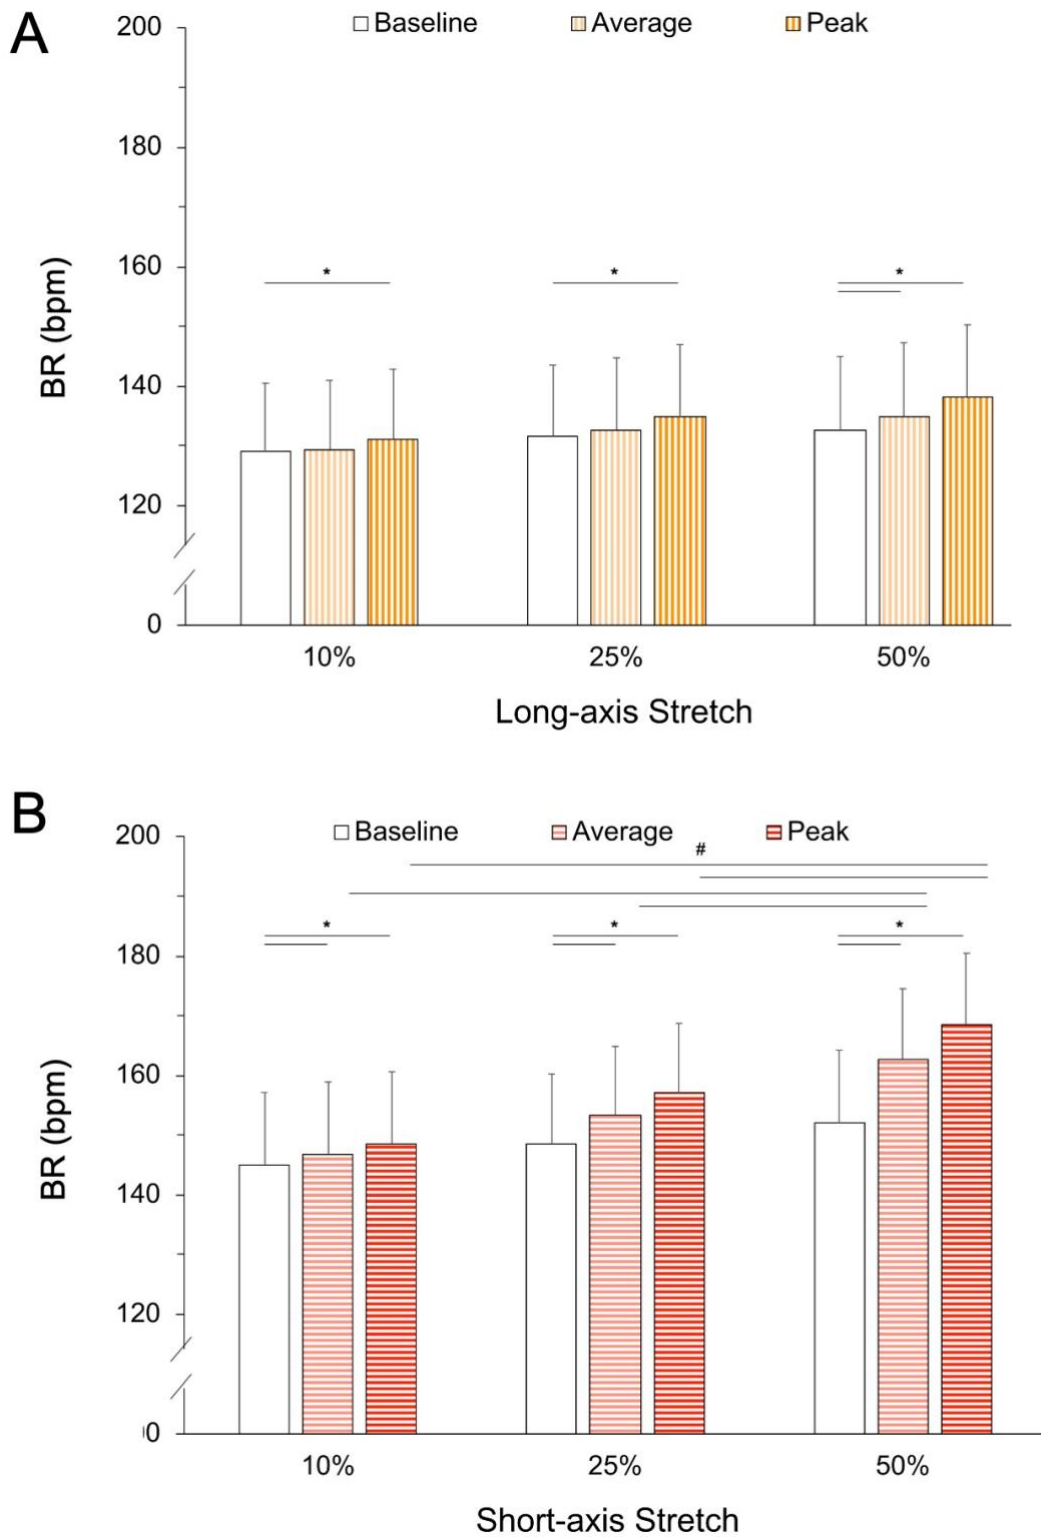 A
200
Baseline Average Peak
180
160
* * *
140
120
0
BR (bpm)
10% 25% 50%
Long-axis Stretch
B
200
Baseline Average Peak
#
* * *
180
160
140
120
0
BR (bpm)
10% 25% 50%
Short-axis Stretch